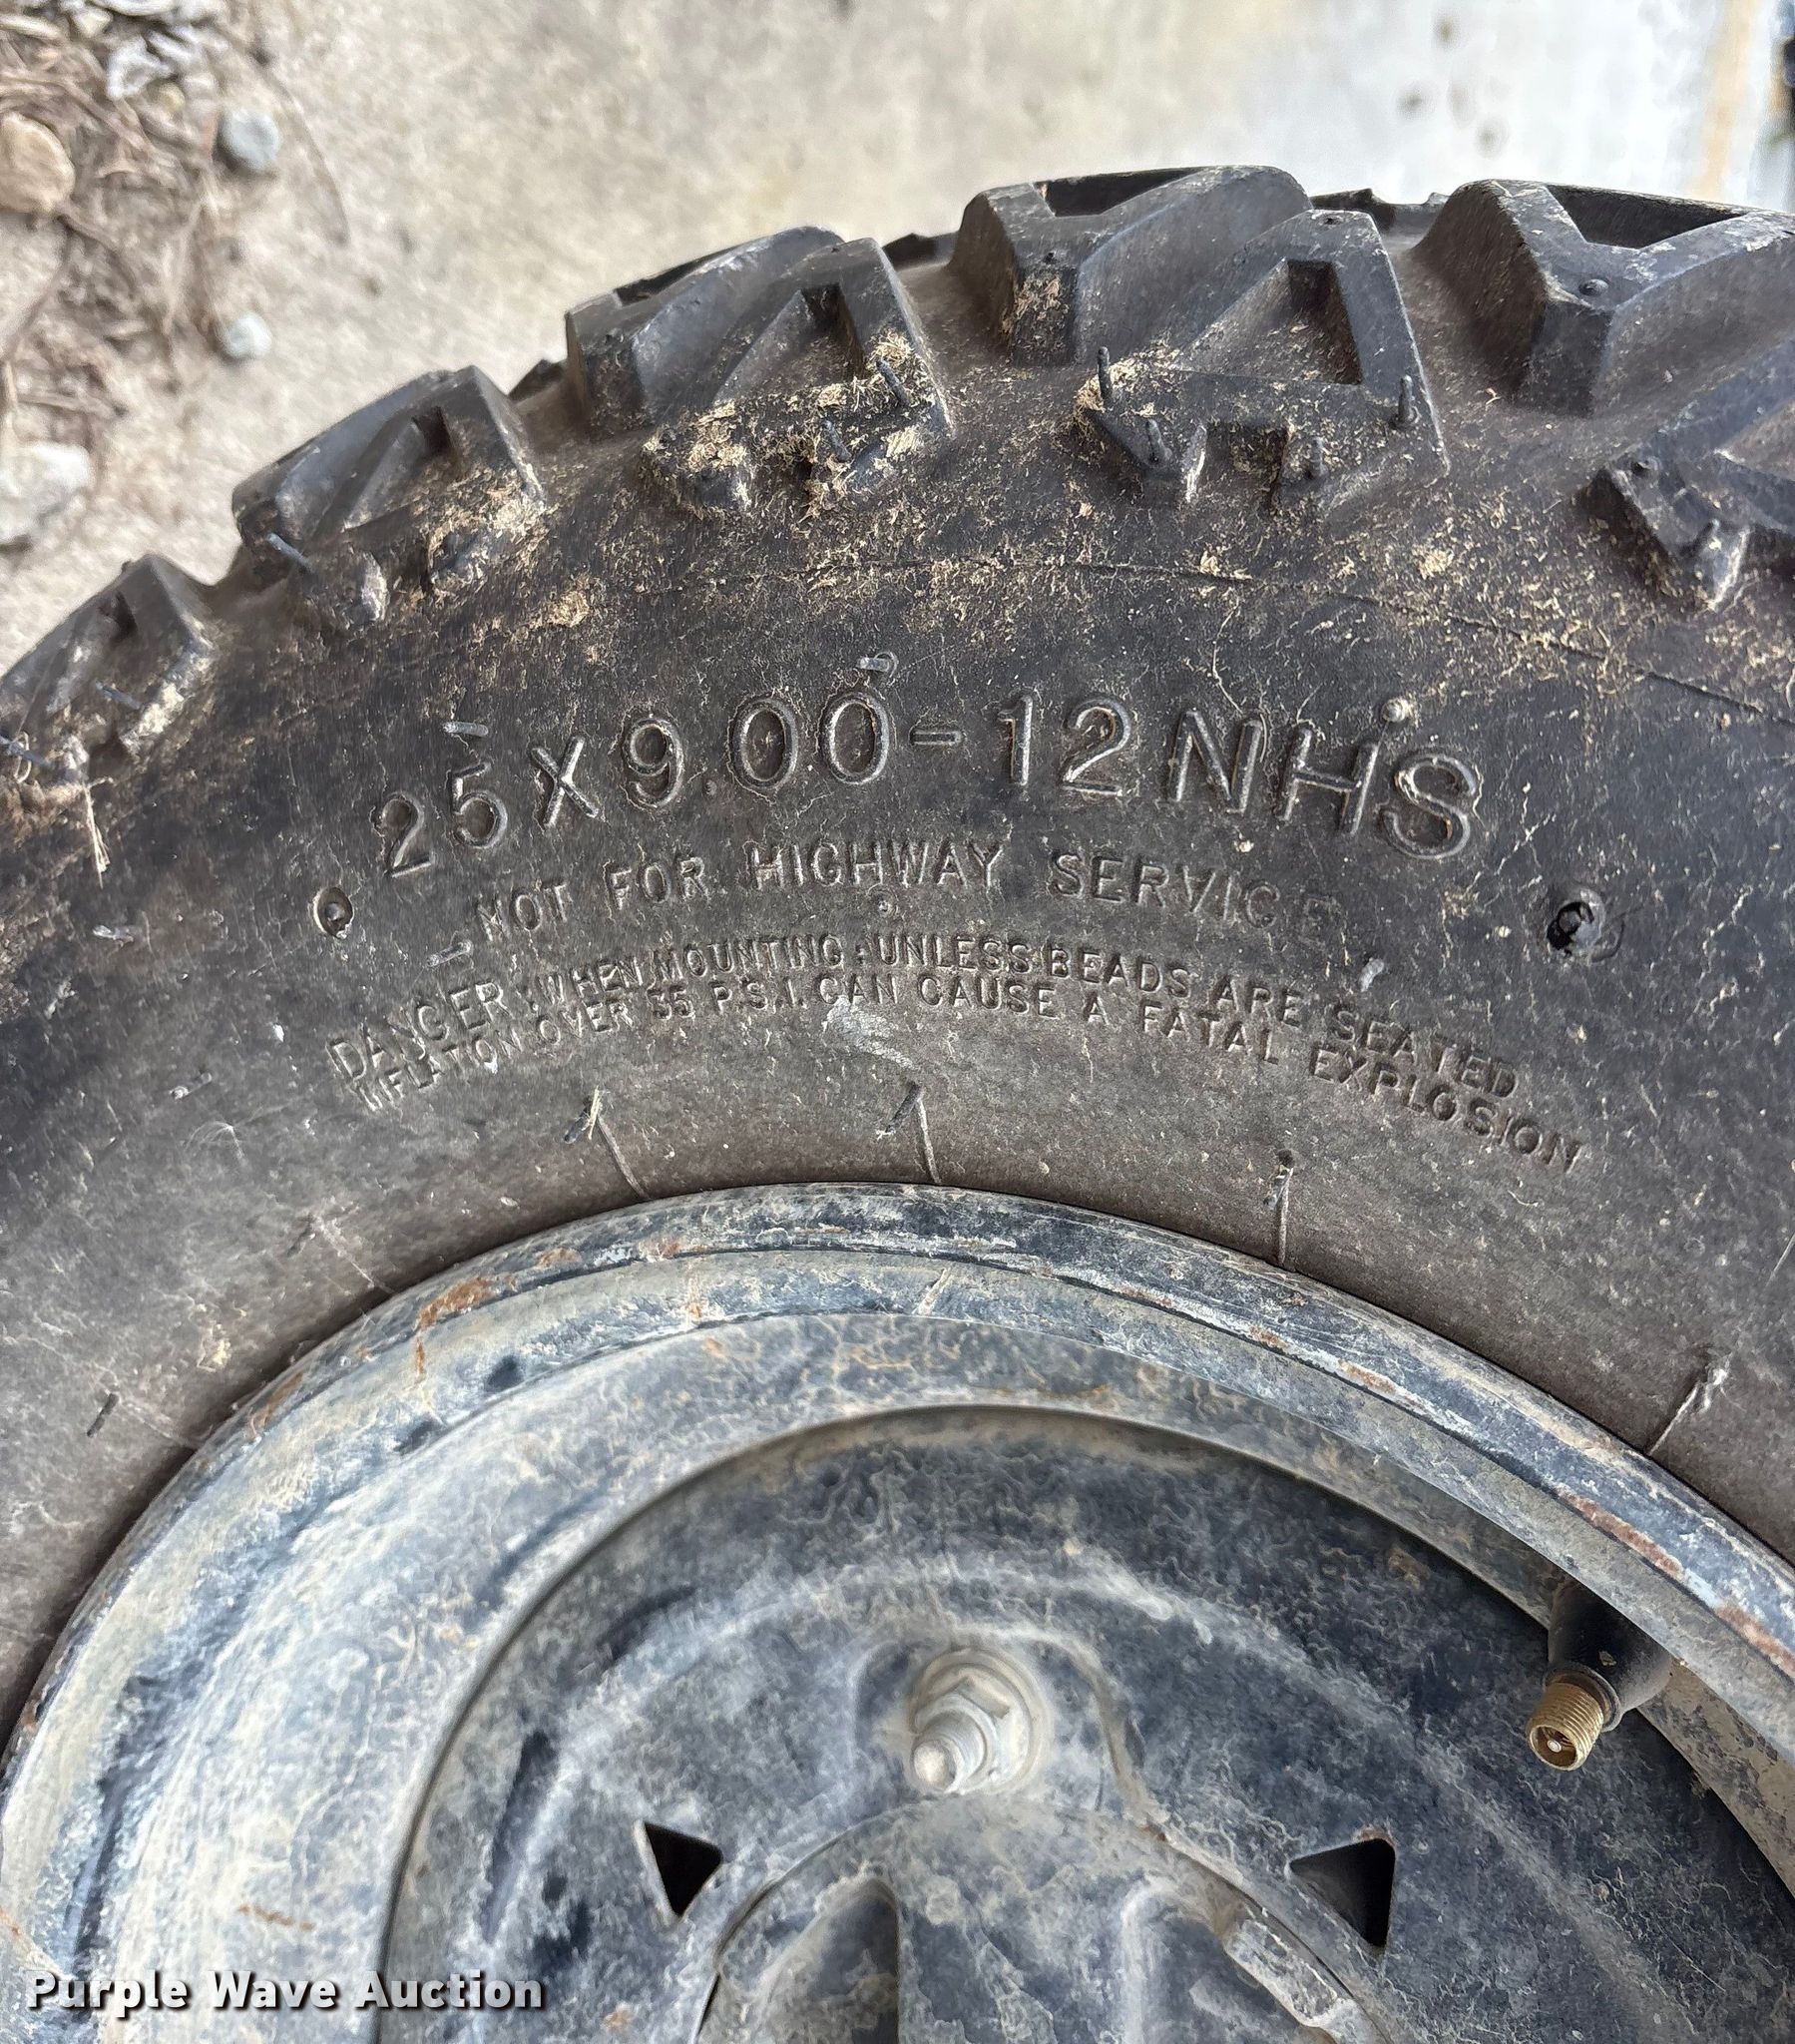 25x9.00-12NHS
NOT FOR HIGHWAY SERVICE
DANGER : WHEN MOUNTING : UNLESS BEADS ARE SEATED
INFLATION OVER 35 P.S.I. CAN CAUSE A FATAL EXPLOSION
Purple Wave Auction